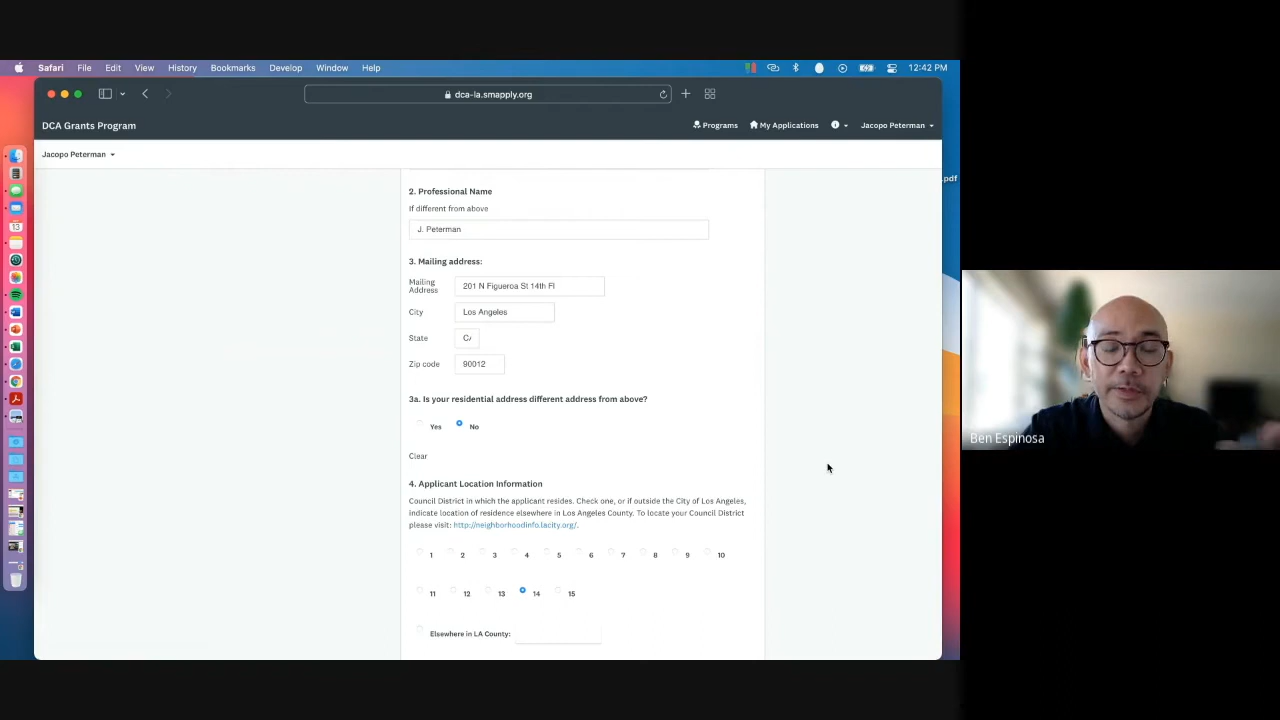 Safari File Edit View History Bookmarks Develop Window Help 12:42 PM
13
dca-la.smapply.org
DCA Grants Program Programs My Applications Jacopo Peterman
Jacopo Peterman
.pdf
2. Professional Name
If different from above
J. Peterman
3. Mailing address:
Mailing
Address
201 N Figueroa St 14th Fl
City Los Angeles
State
Zip code 90012
3a. Is your residential address different address from above?
Yes No
Clear
4. Applicant Location Information
Council District in which the applicant resides. Check one, or if outside the City of Los Angeles,
indicate location of residence elsewhere in Los Angeles County. To locate your Council District
please visit: http://neighborhoodinfo.lacity.org/.
1 2 3 4 5 6 7 8 9 10
11 12 13 14 15
Elsewhere in LA County:
Ben Espinosa